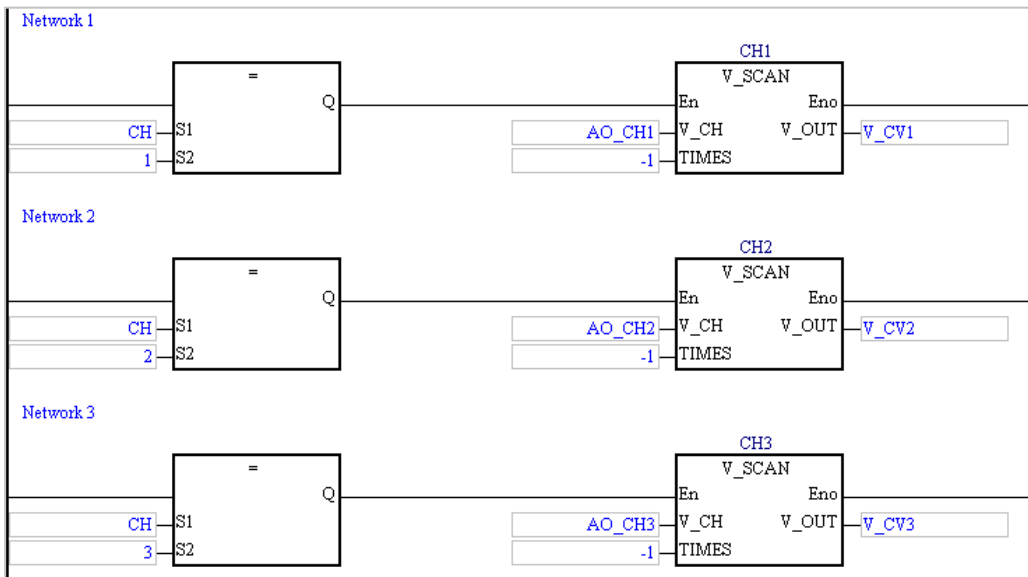 Network 1
CH1
= V_SCAN
Q En Eno
CH S1 AO_CH1 V_CH V_OUT V_CV1
1 S2 -1 TIMES
Network 2
CH2
= V_SCAN
Q En Eno
CH S1 AO_CH2 V_CH V_OUT V_CV2
2 S2 -1 TIMES
Network 3
CH3
= V_SCAN
Q En Eno
CH S1 AO_CH3 V_CH V_OUT V_CV3
3 S2 -1 TIMES